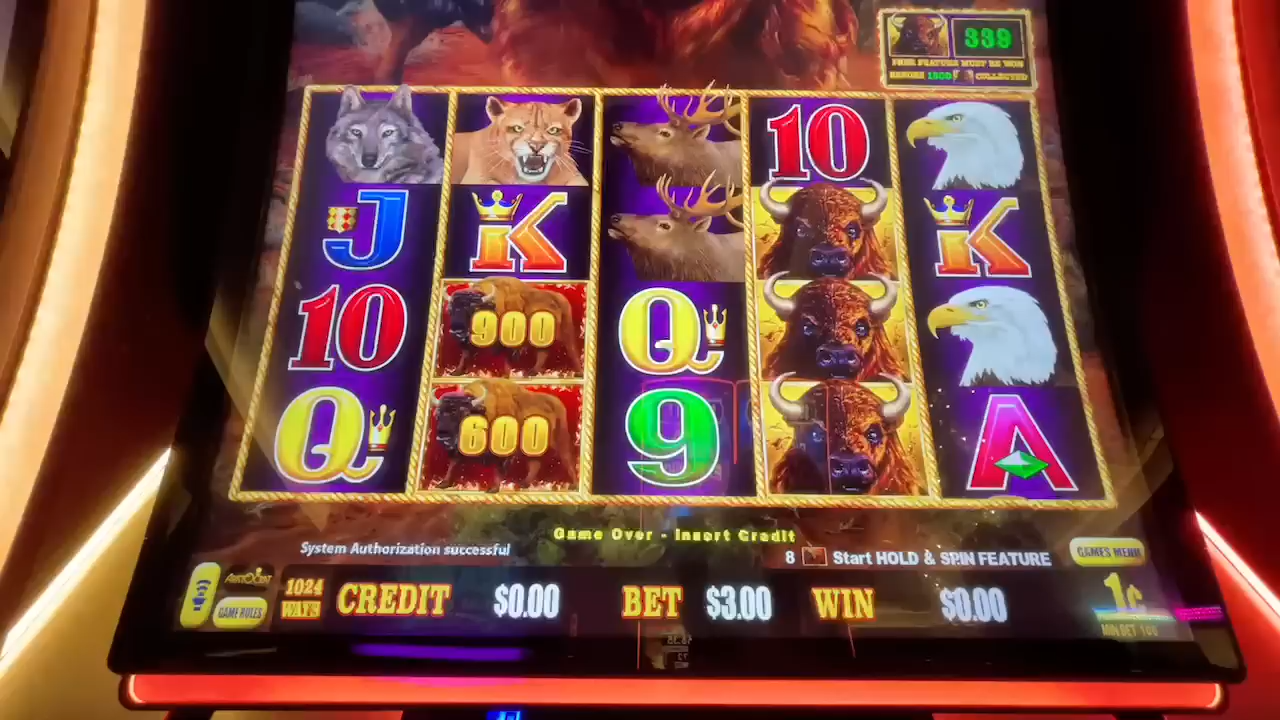 339
FREE FEATURE MUST BE WON
BEFORE 1800 COLLECTED
10
J
K
K
10
900
Q
Q
600
9
A
Game Over - Insert Credit
System Authorization successful
8 Start HOLD & SPIN FEATURE
GAMES MENU
ARISTOCRAT
GAME RULES
1024
WAYS
CREDIT $0.00
BET $3.00
WIN $0.00
1¢